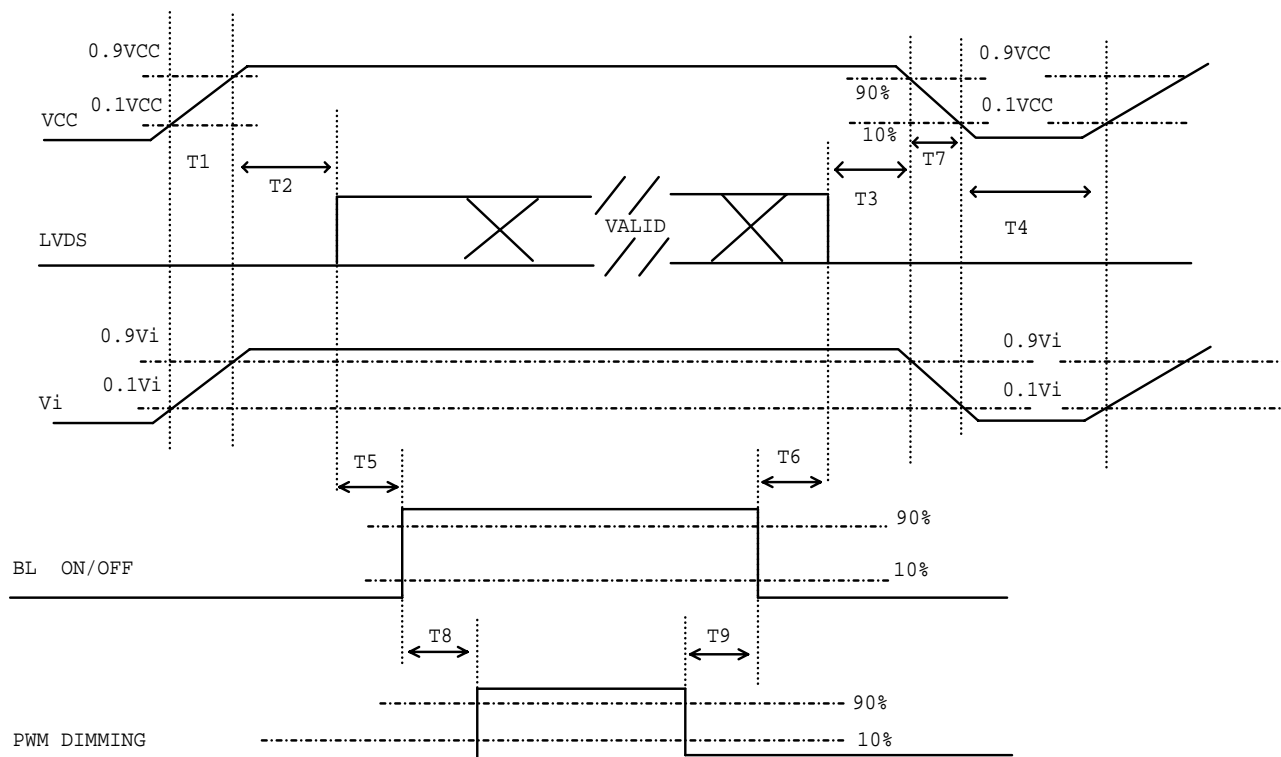 0.9VCC
0.9VCC
90%
0.1VCC
0.1VCC
VCC
10%
T1
T7
T2
T3
VALID
T4
LVDS
0.9Vi
0.9Vi
0.1Vi
0.1Vi
Vi
T5
T6
90%
BL ON/OFF
10%
T8
T9
90%
PWM DIMMING
10%